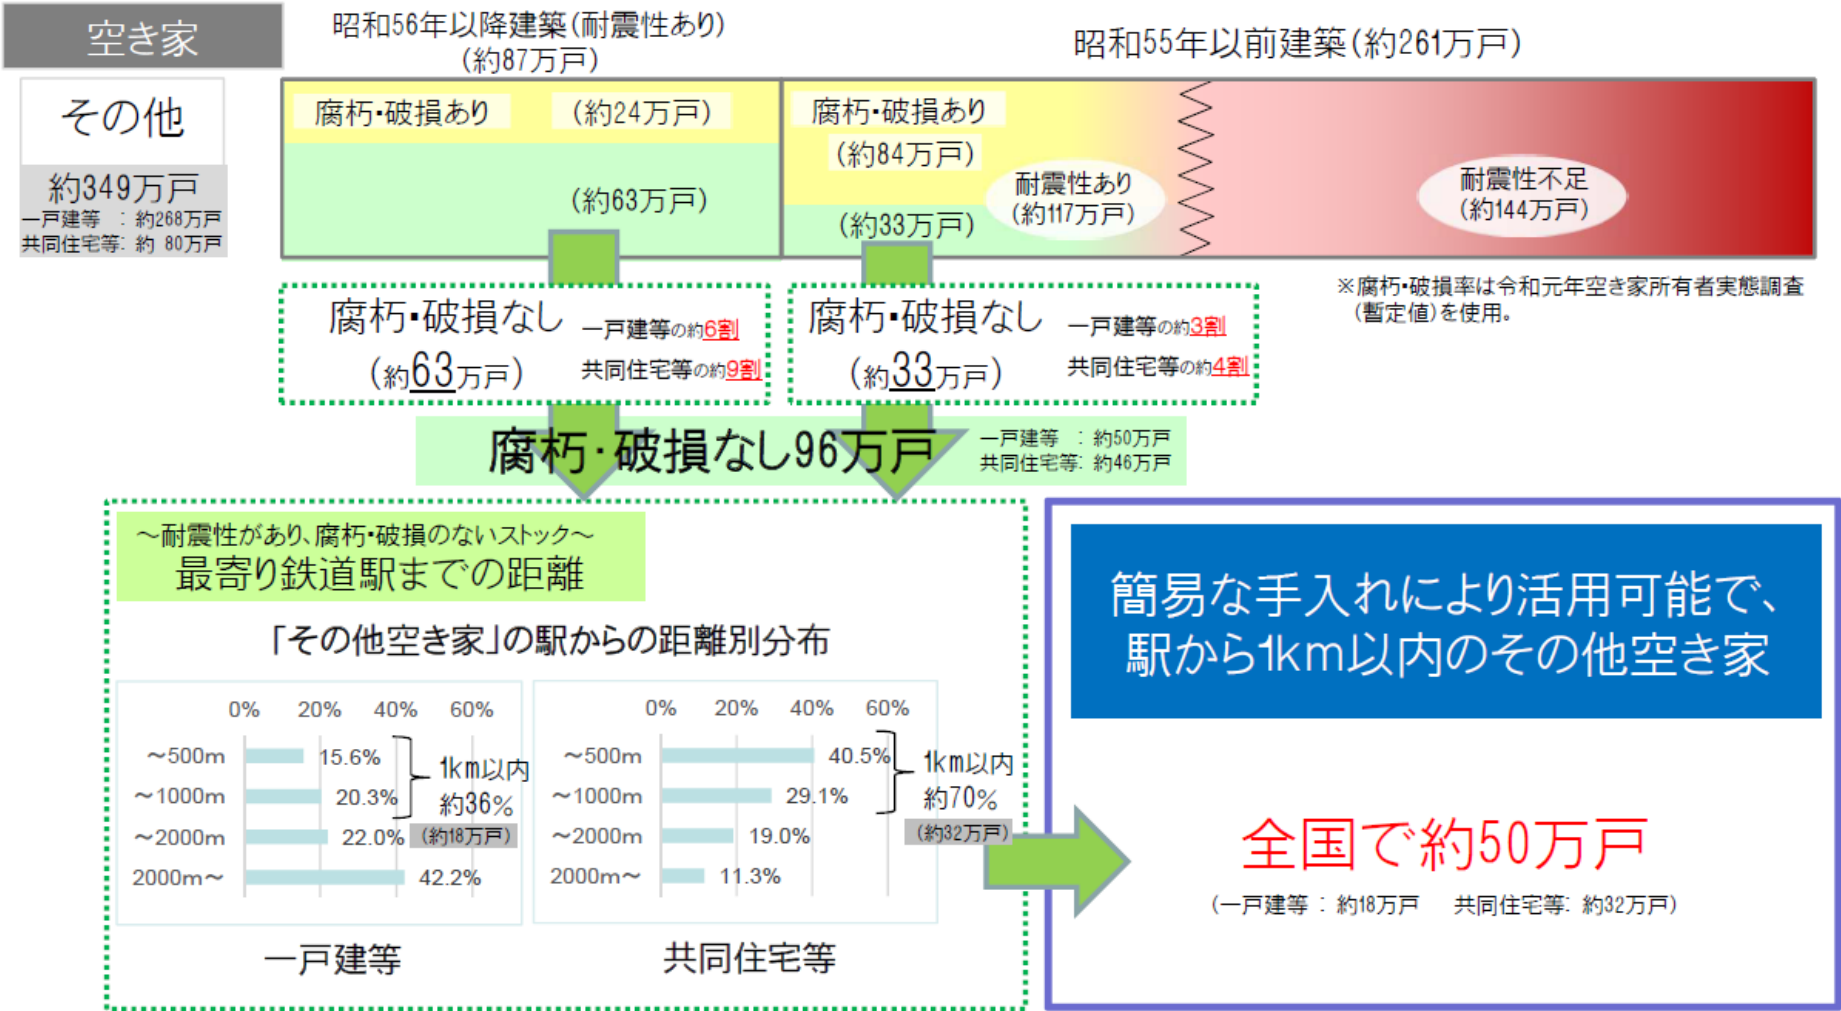 空き家
昭和56年以降建築(耐震性あり)
(約87万戸)
昭和55年以前建築(約261万戸)
その他
約349万戸
一戸建等 : 約268万戸
共同住宅等: 約 80万戸
腐朽・破損あり (約24万戸)
(約63万戸)
腐朽・破損あり
(約84万戸)
(約33万戸)
耐震性あり
(約117万戸)
耐震性不足
(約144万戸)
※腐朽・破損率は令和元年空き家所有者実態調査
(暫定値)を使用。
腐朽・破損なし
(約63万戸)
一戸建等の約6割
共同住宅等の約9割
腐朽・破損なし
(約33万戸)
一戸建等の約3割
共同住宅等の約4割
腐朽・破損なし96万戸
一戸建等 : 約50万戸
共同住宅等: 約46万戸
～耐震性があり、腐朽・破損のないストック～
最寄り鉄道駅までの距離
「その他空き家」の駅からの距離別分布
0% 20% 40% 60%
～500m 15.6%
～1000m 20.3%
～2000m 22.0%
2000m～ 42.2%
1km以内
約36%
(約18万戸)
一戸建等
0% 20% 40% 60%
～500m 40.5%
～1000m 29.1%
～2000m 19.0%
2000m～ 11.3%
1km以内
約70%
(約32万戸)
共同住宅等
簡易な手入れにより活用可能で、
駅から1km以内のその他空き家
全国で約50万戸
(一戸建等 : 約18万戸 共同住宅等: 約32万戸)